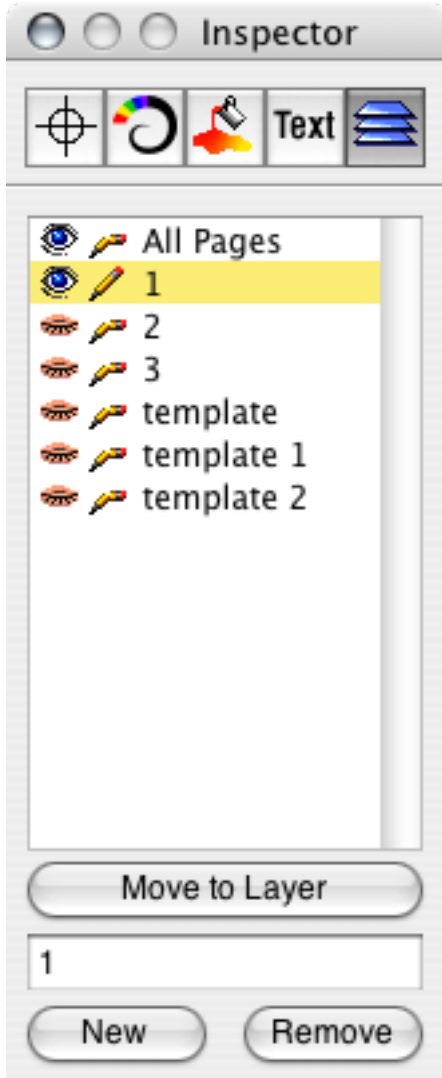 Inspector
Text
All Pages
1
2
3
template
template 1
template 2
Move to Layer
1
New Remove